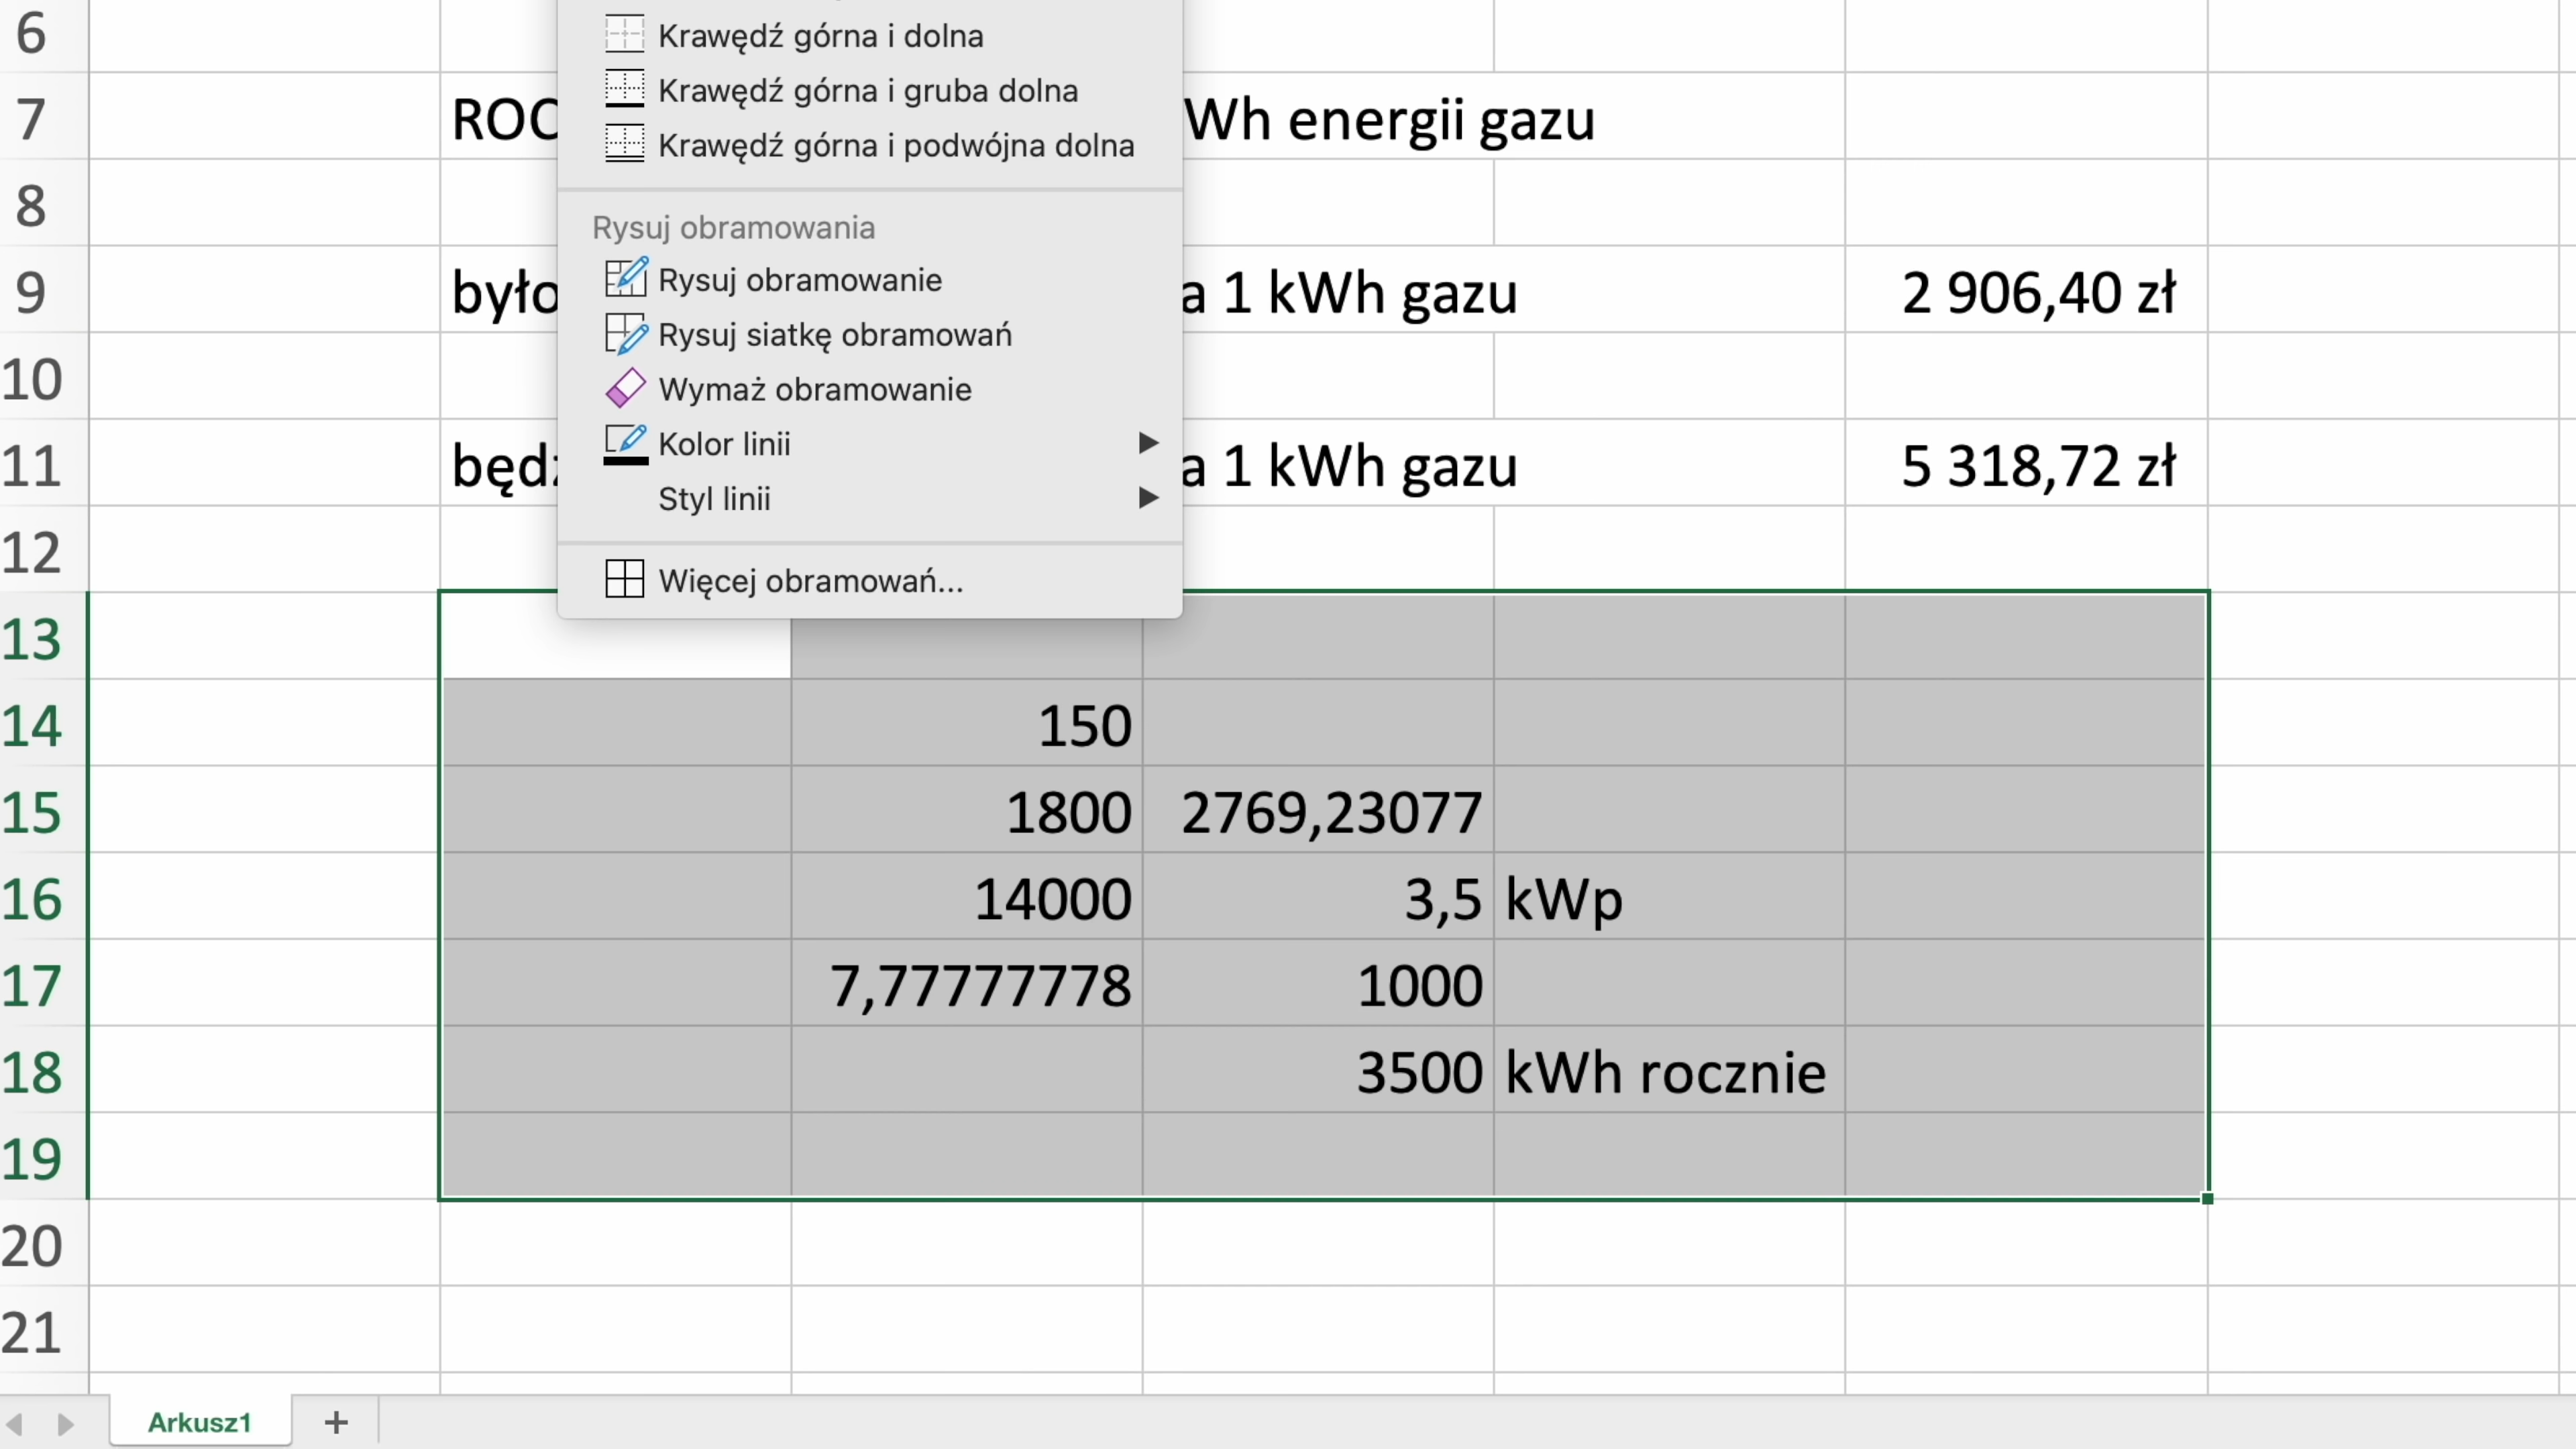 6
Krawędź górna i dolna
Krawędź górna i gruba dolna
7 Wh energii gazu
Krawędź górna i podwójna dolna
8
Rysuj obramowania
Rysuj obramowanie
9 było a 1 kWh gazu 2 906,40 zł
Rysuj siatkę obramowań
10
Wymaż obramowanie
Kolor linii
11 a 1 kWh gazu 5 318,72 zł
Styl linii
12
Więcej obramowań...
13
14 150
15 1800 2769,23077
16 14000 3,5 kWp
17 7,77777778 1000
18 3500 kWh rocznie
19
20
21
Arkusz1 +